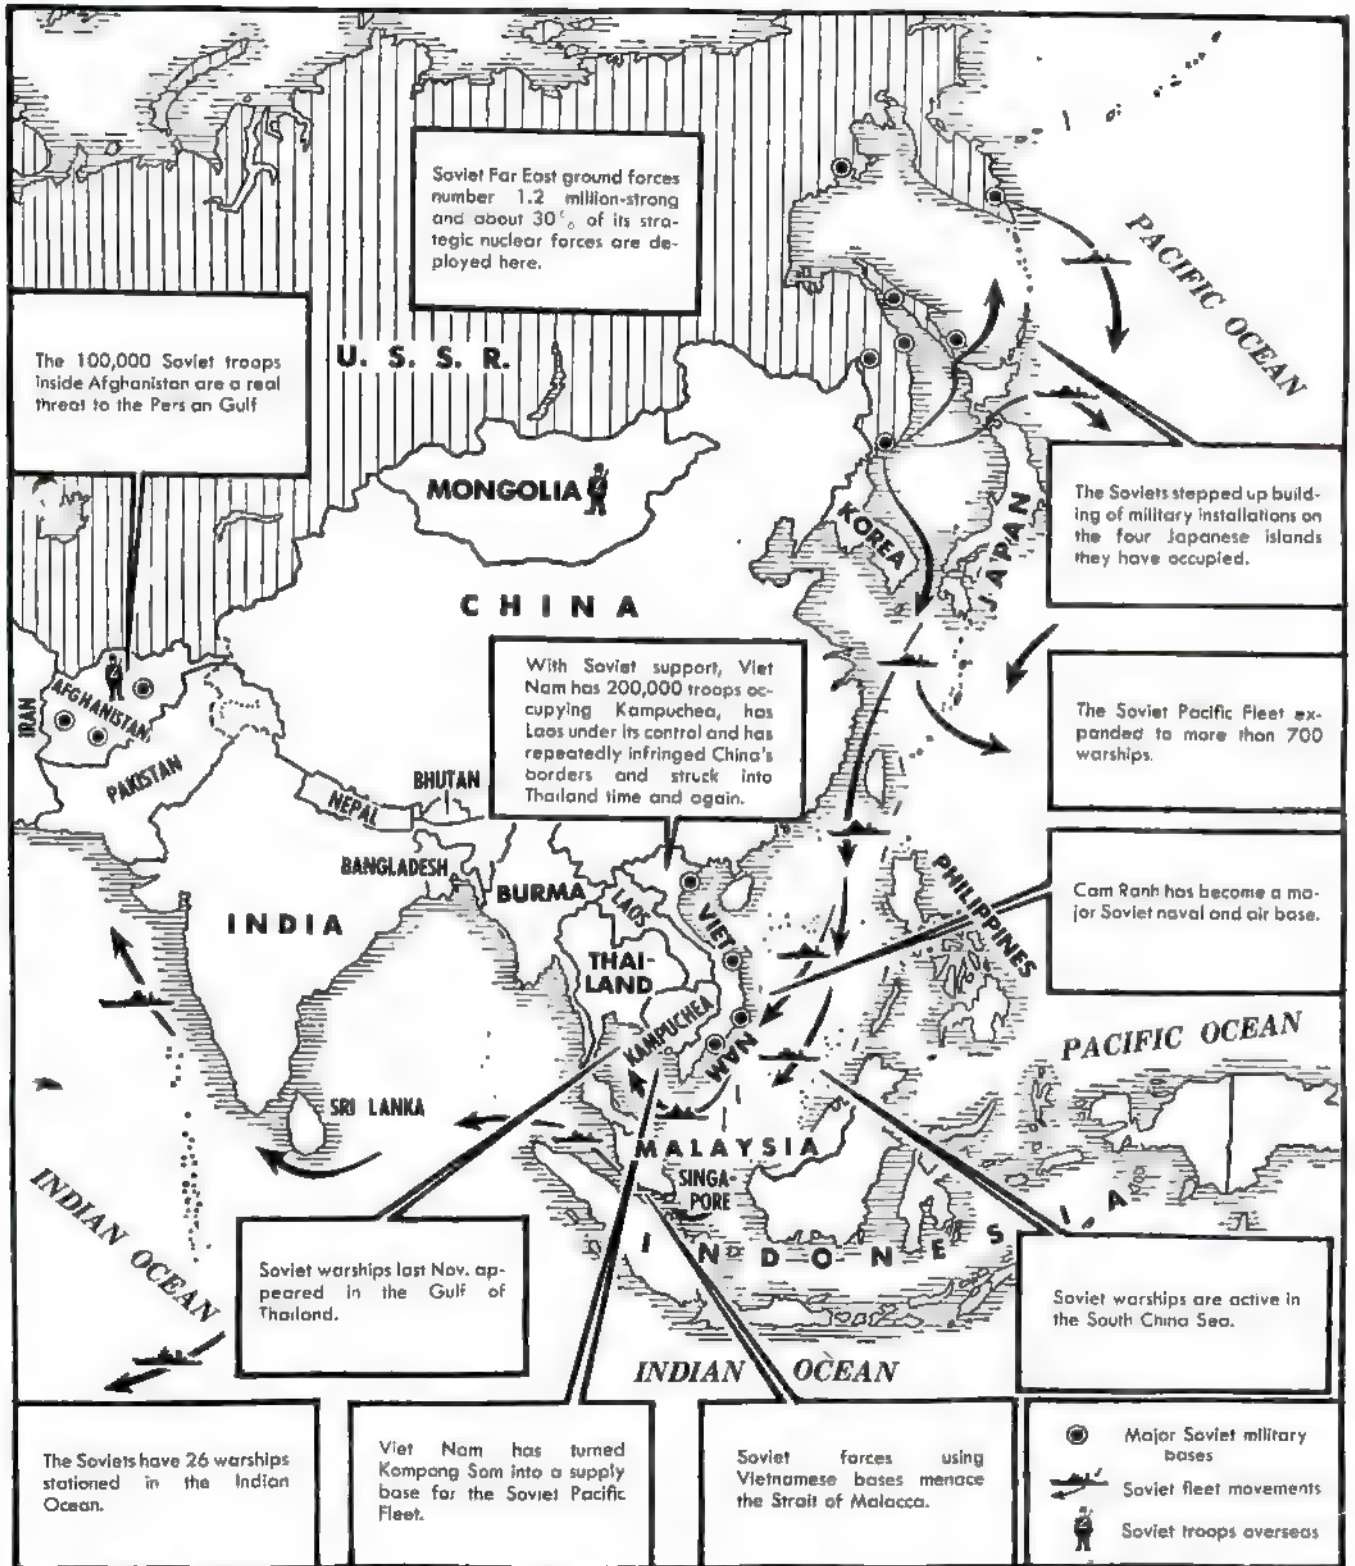 Soviet Far East ground forces
number 1.2 million-strong
and about 30% of its stra-
tegic nuclear forces are de-
ployed here.
PACIFIC OCEAN
The 100,000 Soviet troops
inside Afghanistan are a real
threat to the Pers an Gulf
U. S. S. R.
MONGOLIA
The Soviets stepped up build-
ing of military installations on
the four Japanese islands
they have occupied.
KOREA
JAPAN
CHINA
With Soviet support, Viet
Nam has 200,000 troops oc-
cupying Kampuchea, has
Laos under its control and has
repeatedly infringed China's
borders and struck into
Thailand time and again.
The Soviet Pacific Fleet ex-
panded to more than 700
warships.
IRAN
AFGHANISTAN
PAKISTAN
NEPAL
BHUTAN
BANGLADESH
BURMA
INDIA
LAOS
VIET
NAM
THAI-
LAND
KAMPUCHEA
PHILIPPINES
Cam Ranh has become a ma-
jor Soviet naval and air base.
PACIFIC OCEAN
SRI LANKA
MALAYSIA
SINGA-
PORE
INDONESIA
INDIAN OCEAN
Soviet warships last Nov. ap-
peared in the Gulf of
Thailand.
Soviet warships are active in
the South China Sea.
INDIAN OCEAN
The Soviets have 26 warships
stationed in the Indian
Ocean.
Viet Nam has turned
Kompong Som into a supply
base for the Soviet Pacific
Fleet.
Soviet forces using
Vietnamese bases menace
the Strait of Malacca.
Major Soviet military
bases
Soviet fleet movements
Soviet troops overseas